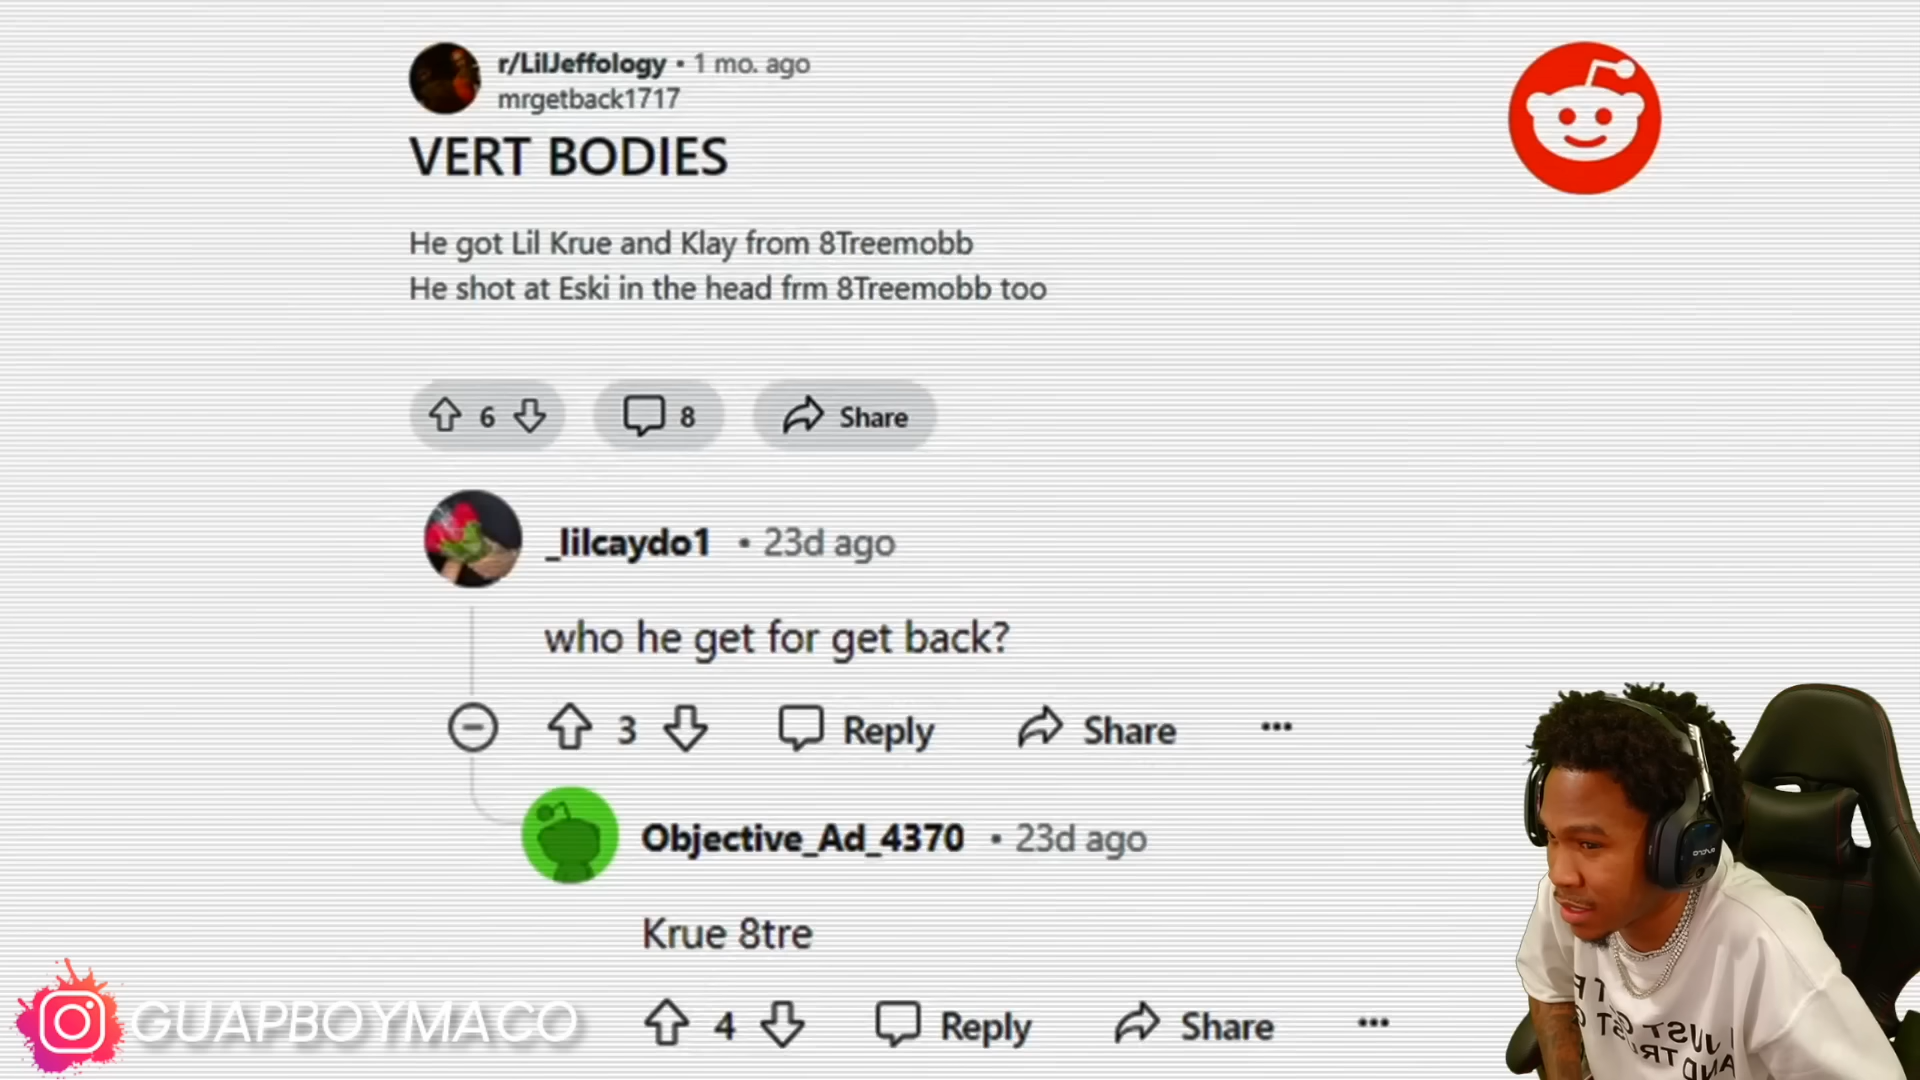 r/LilJeffology • 1 mo. ago
mrgetback1717
VERT BODIES
He got Lil Krue and Klay from 8Treemobb
He shot at Eski in the head frm 8Treemobb too
6
8
Share
_lilcaydo1 • 23d ago
who he get for get back?
3
Reply
Share
Objective_Ad_4370 • 23d ago
Krue 8tre
4
Reply
Share
GUAPBOYMACO